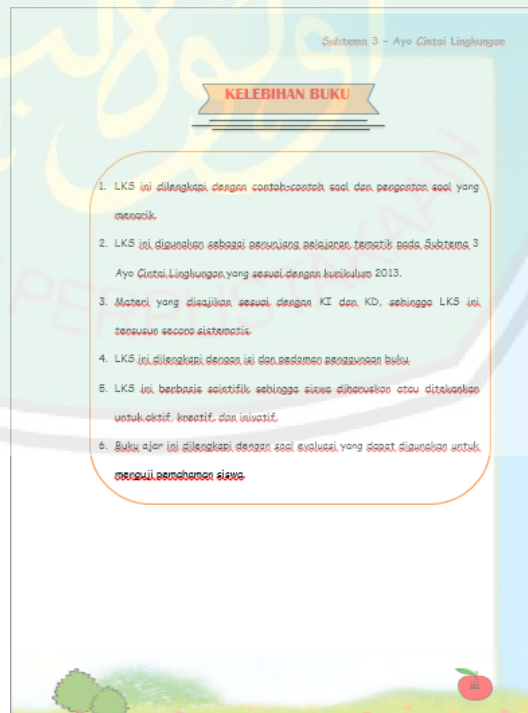 Subtema 3 – Ayo Cintai Lingkungan
KELEBIHAN BUKU
1. LKS ini dilengkapi dengan contoh-contoh soal dan pengantar soal yang
menarik.
2. LKS ini digunakan sebagai penunjang pelajaran tematik pada Subtema 3
Ayo Cintai Lingkungan yang sesuai dengan kurikulum 2013.
3. Materi yang disajikan sesuai dengan KI dan KD, sehingga LKS ini
tersusun secara sistematis.
4. LKS ini dilengkapi dengan isi dan pedoman penggunaan buku.
5. LKS ini berbasis saintifik sehingga siswa diharuskan atau ditekankan
untuk aktif, kreatif, dan inivatif.
6. Buku ajar ini dilengkapi dengan soal evaluasi yang dapat digunakan untuk
menguji pemahaman siswa.
iii